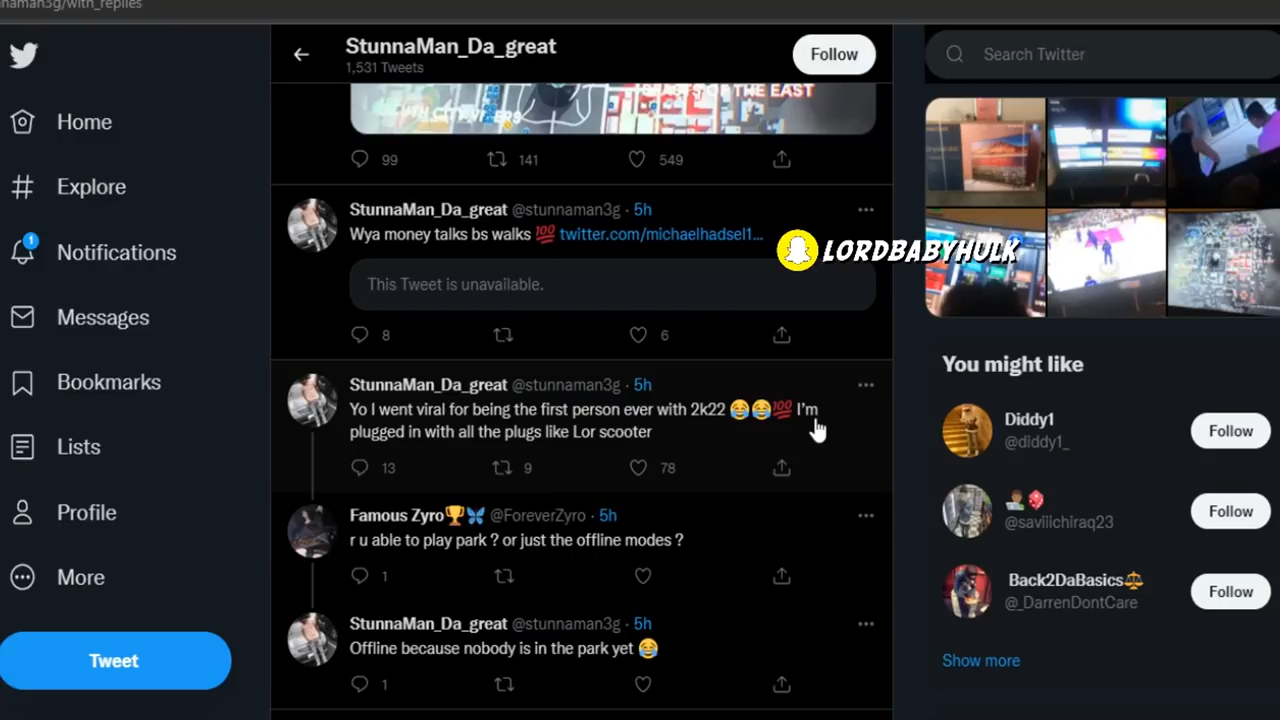 naman3g/with_replies
StunnaMan_Da_great
1,531 Tweets
Follow
Search Twitter
Home
Explore
1
Notifications
Messages
Bookmarks
Lists
Profile
More
Tweet
BEASTS OF THE EAST
99 141 549
StunnaMan_Da_great @stunnaman3g · 5h
Wya money talks bs walks 💯 twitter.com/michaelhadsel1...
This Tweet is unavailable.
8 6
LORDBABYHULK
StunnaMan_Da_great @stunnaman3g · 5h
Yo I went viral for being the first person ever with 2k22 😂😂💯 I'm
plugged in with all the plugs like Lor scooter
13 9 78
Famous Zyro🏆🦋 @ForeverZyro · 5h
r u able to play park ? or just the offline modes ?
1
StunnaMan_Da_great @stunnaman3g · 5h
Offline because nobody is in the park yet 😂
1
You might like
Diddy1
@diddy1_
Follow
@saviichiraq23
Follow
Back2DaBasics⚖️
@_DarrenDontCare
Follow
Show more